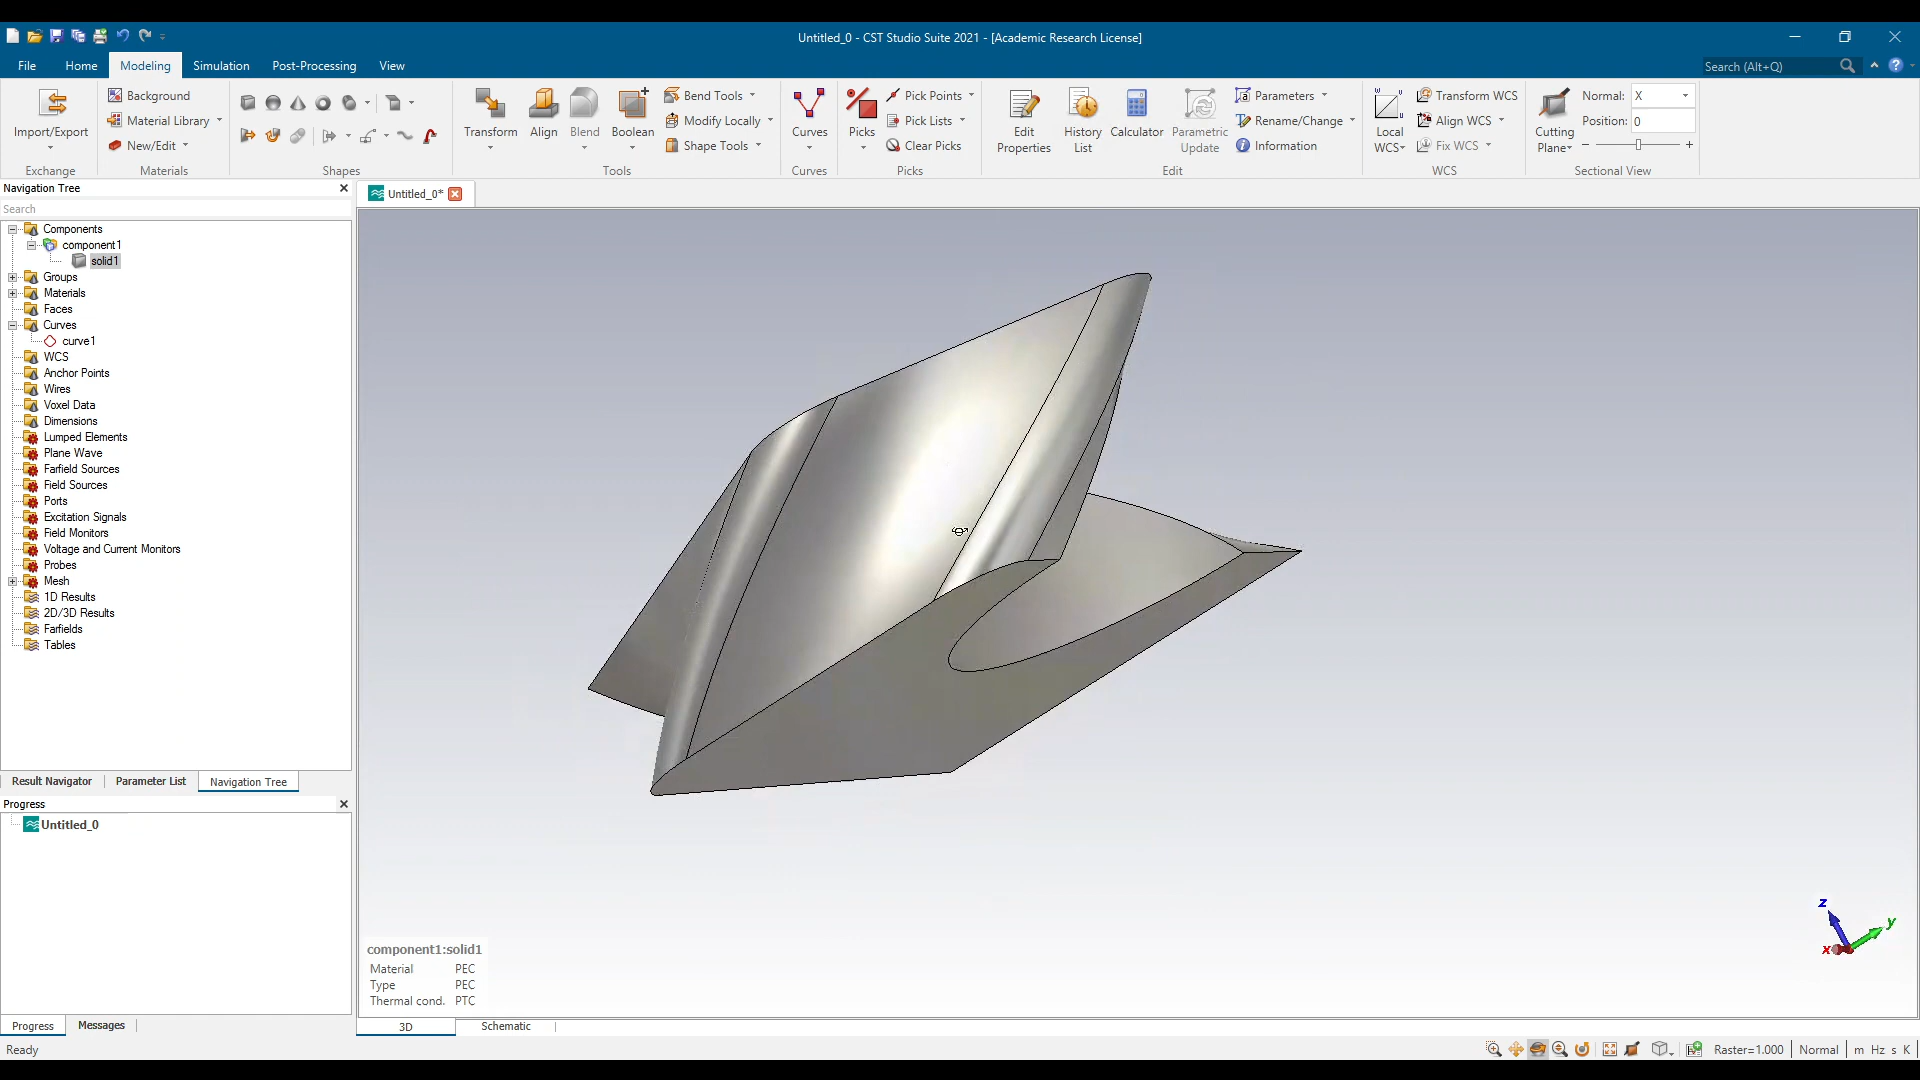 Untitled_0 - CST Studio Suite 2021 - [Academic Research License]
File Home Modeling Simulation Post-Processing View Search (Alt+Q)
Background Bend Tools Pick Points Parameters Transform WCS Normal: X
Material Library Modify Locally Pick Lists Rename/Change Align WCS Position: 0
Import/Export New/Edit Transform Align Blend Boolean Shape Tools Curves Picks Clear Picks Edit Properties History List Calculator Parametric Update Information Local WCS Fix WCS Cutting Plane
Exchange Materials Shapes Tools Curves Picks Edit WCS Sectional View
Navigation Tree
Untitled_0*
Search
Components
component1
solid1
Groups
Materials
Faces
Curves
curve1
WCS
Anchor Points
Wires
Voxel Data
Dimensions
Lumped Elements
Plane Wave
Farfield Sources
Field Sources
Ports
Excitation Signals
Field Monitors
Voltage and Current Monitors
Probes
Mesh
1D Results
2D/3D Results
Farfields
Tables
Result Navigator Parameter List Navigation Tree
Progress
Untitled_0
component1:solid1
Material PEC
Type PEC
Thermal cond. PTC
z
y
x
Progress Messages
3D Schematic
Ready Raster=1.000 Normal m Hz s K